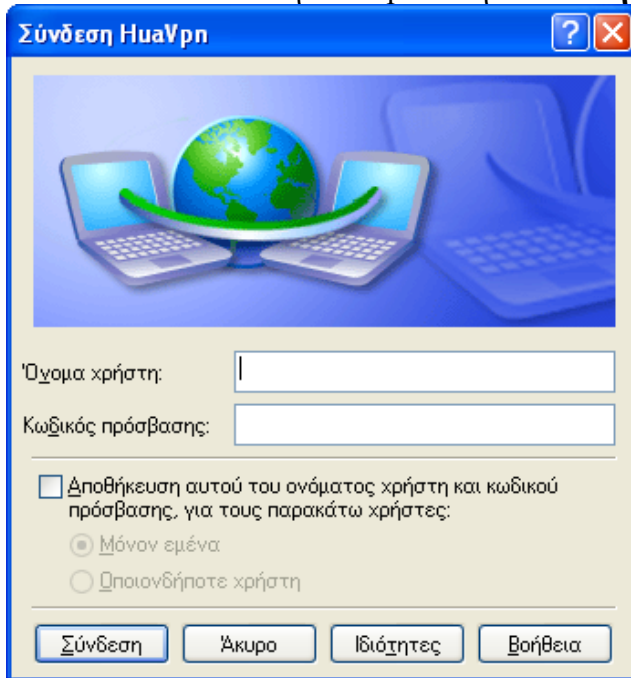 Σύνδεση HuaVpn
Όνομα χρήστη:
Κωδικός πρόσβασης:
Αποθήκευση αυτού του ονόματος χρήστη και κωδικού
πρόσβασης, για τους παρακάτω χρήστες:
Μόνον εμένα
Οποιονδήποτε χρήστη
Σύνδεση Άκυρο Ιδιότητες Βοήθεια